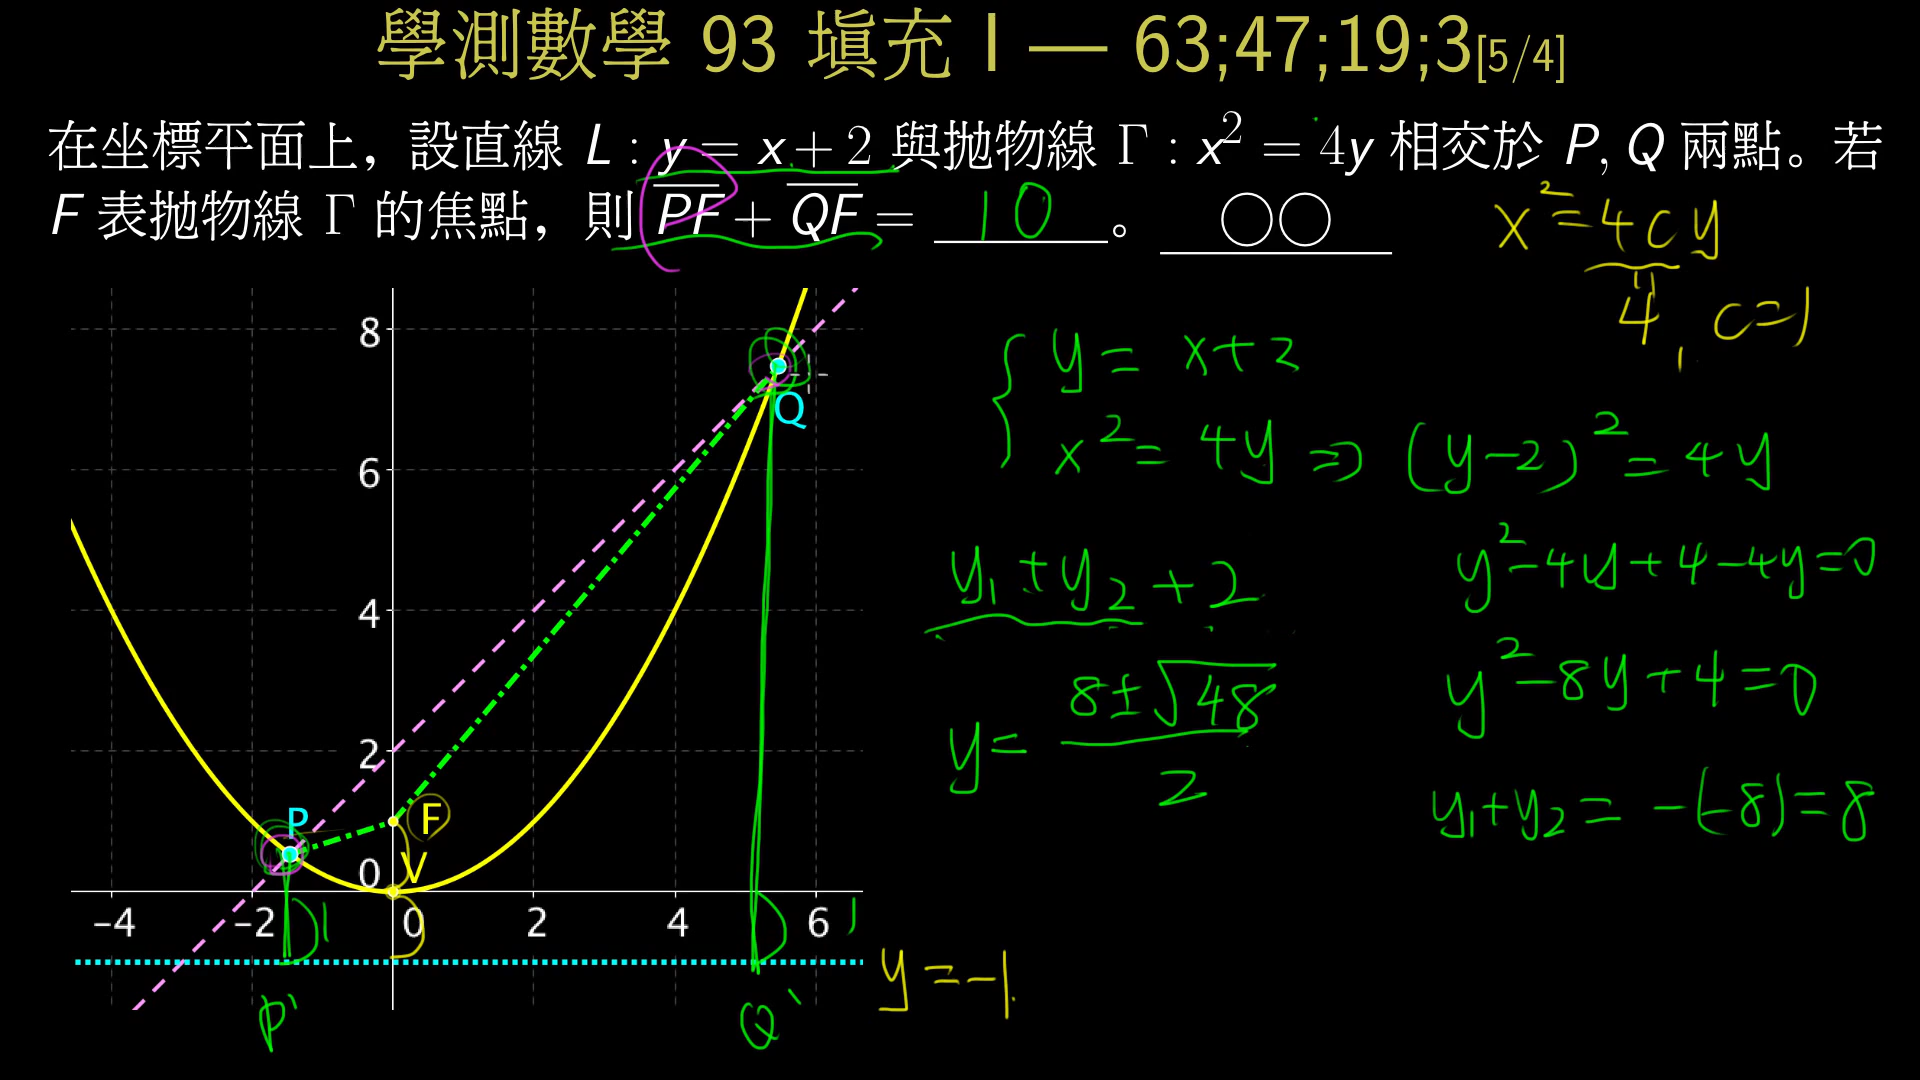 學測數學 93 填充 I — 63;47;19;3[5/4]
在坐標平面上，設直線 L : y = x + 2 與拋物線 Γ : x² = 4y 相交於 P, Q 兩點。若
F 表拋物線 Γ 的焦點，則 P̅F̅ + Q̅F̅ = 10 。 ○○
x² = 4cy
4, c=1
8
6
4
2
0
-4 -2 0 2 4 6
Q
P
F
V
1
1
P'
Q'
y = -1
{ y = x+2
x² = 4y ⇒ (y-2)² = 4y
y² - 4y + 4 - 4y = 0
y₁ + y₂ + 2
y² - 8y + 4 = 0
y = 8±√48
2
y₁+y₂ = -(-8) = 8